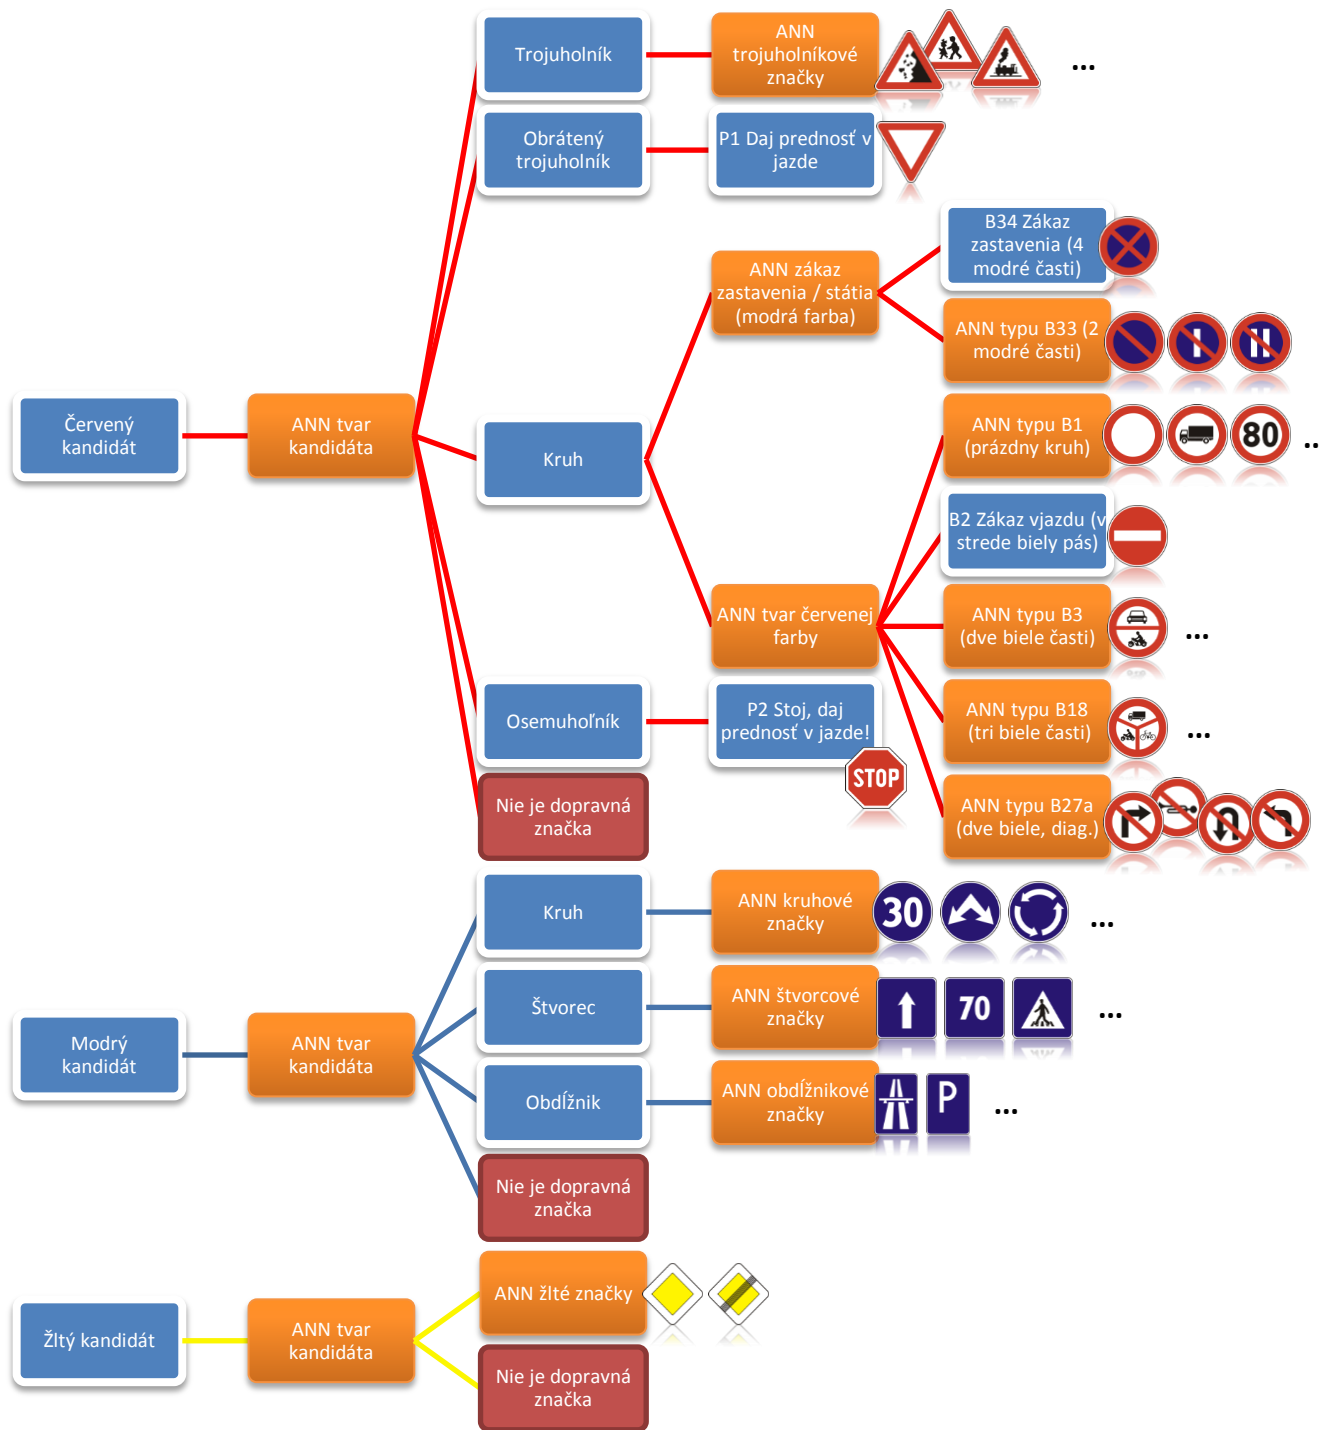 Trojuholník
ANN
trojuholníkové
značky
...
Obrátený
trojuholník
P1 Daj prednosť v
jazde
B34 Zákaz
zastavenia (4
modré časti)
ANN zákaz
zastavenia / státia
(modrá farba)
ANN typu B33 (2
modré časti)
Červený
kandidát
ANN tvar
kandidáta
Kruh
ANN typu B1
(prázdny kruh)
80
..
B2 Zákaz vjazdu (v
strede biely pás)
ANN tvar červenej
farby
ANN typu B3
(dve biele časti)
...
Osemuhoľník
P2 Stoj, daj
prednosť v jazde!
STOP
ANN typu B18
(tri biele časti)
...
Nie je dopravná
značka
ANN typu B27a
(dve biele, diag.)
Kruh
ANN kruhové
značky
30
...
Štvorec
ANN štvorcové
značky
70
...
Modrý
kandidát
ANN tvar
kandidáta
Obdĺžnik
ANN obdĺžnikové
značky
P
...
Nie je dopravná
značka
ANN žlté značky
Žltý kandidát
ANN tvar
kandidáta
Nie je dopravná
značka